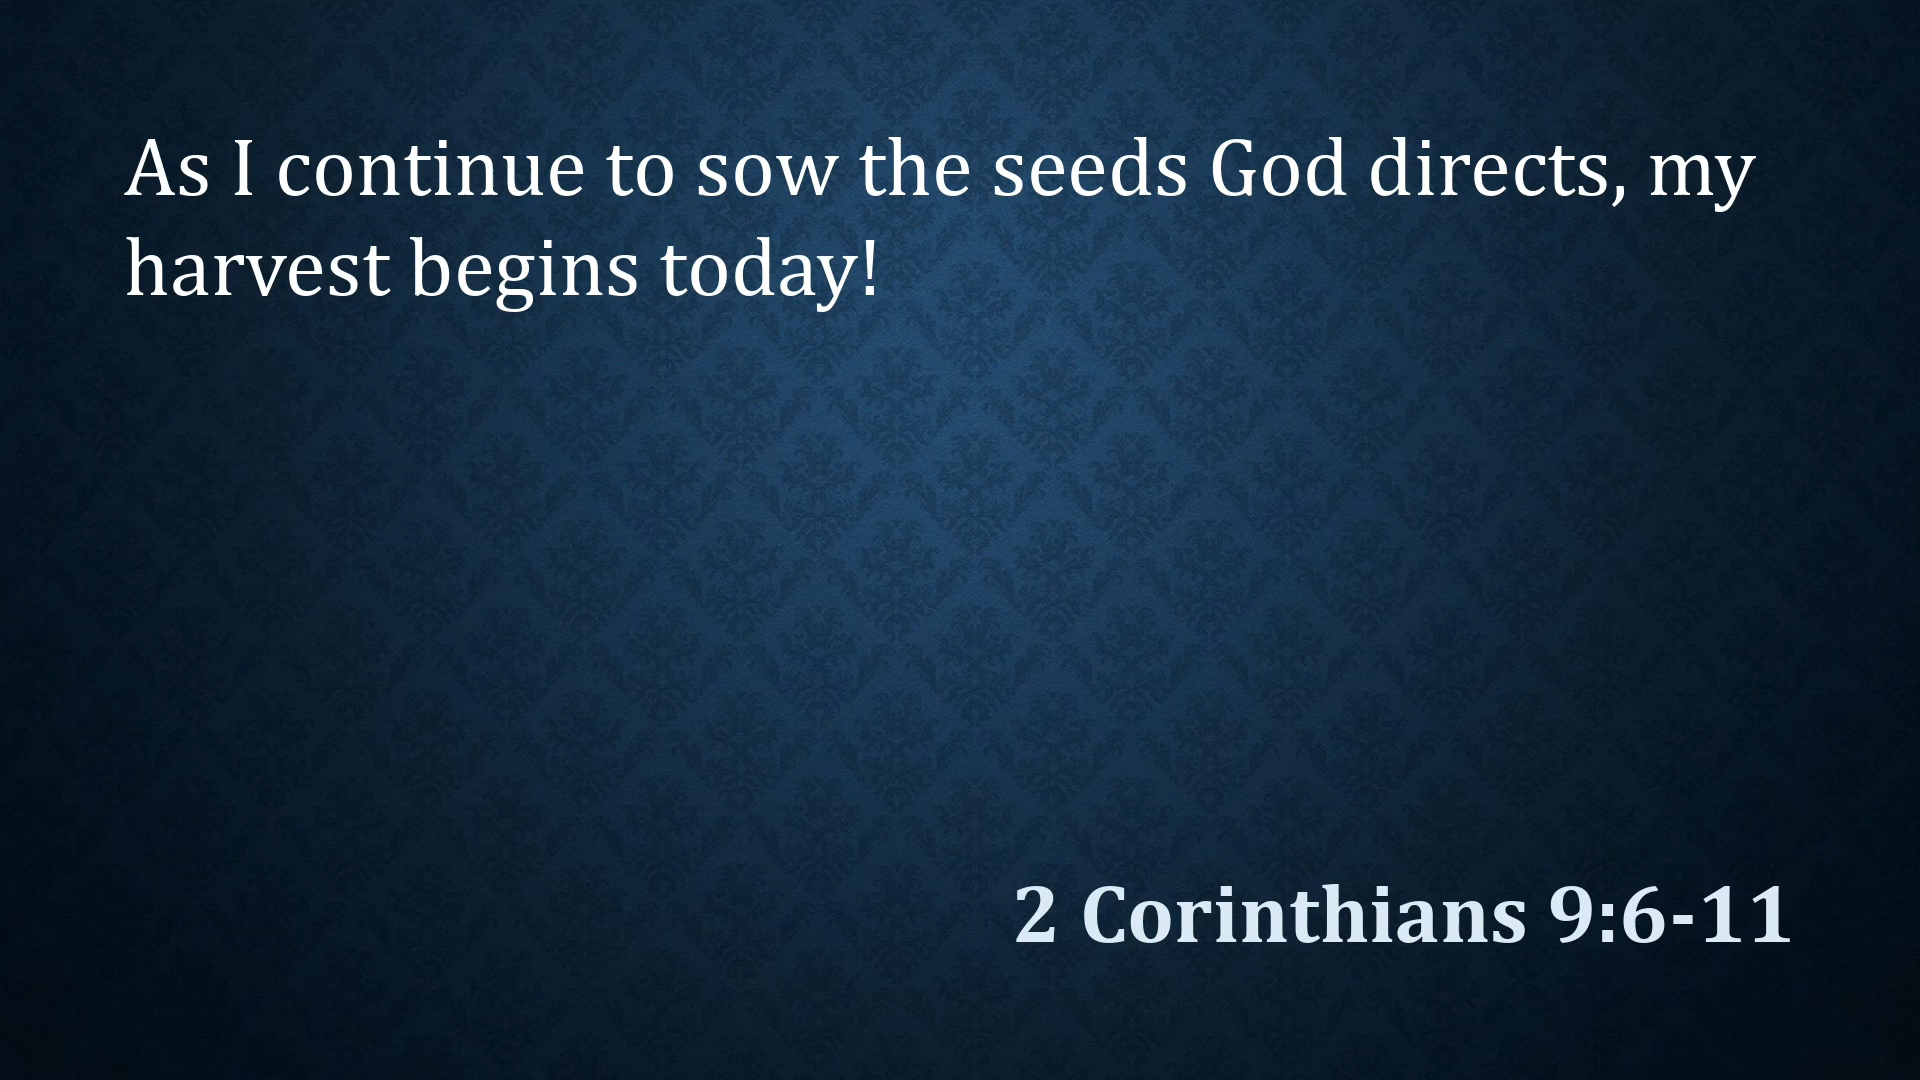 As I continue to sow the seeds God directs, my
harvest begins today!
2 Corinthians 9:6-11